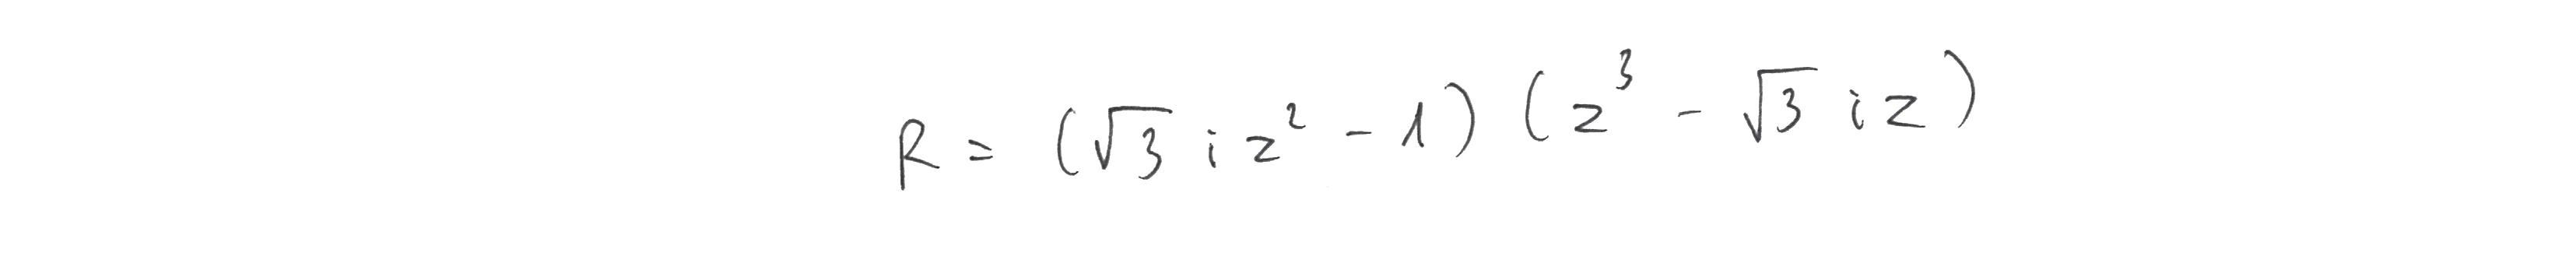 R = (√3 i z² - 1) (z³ - √3 i z)